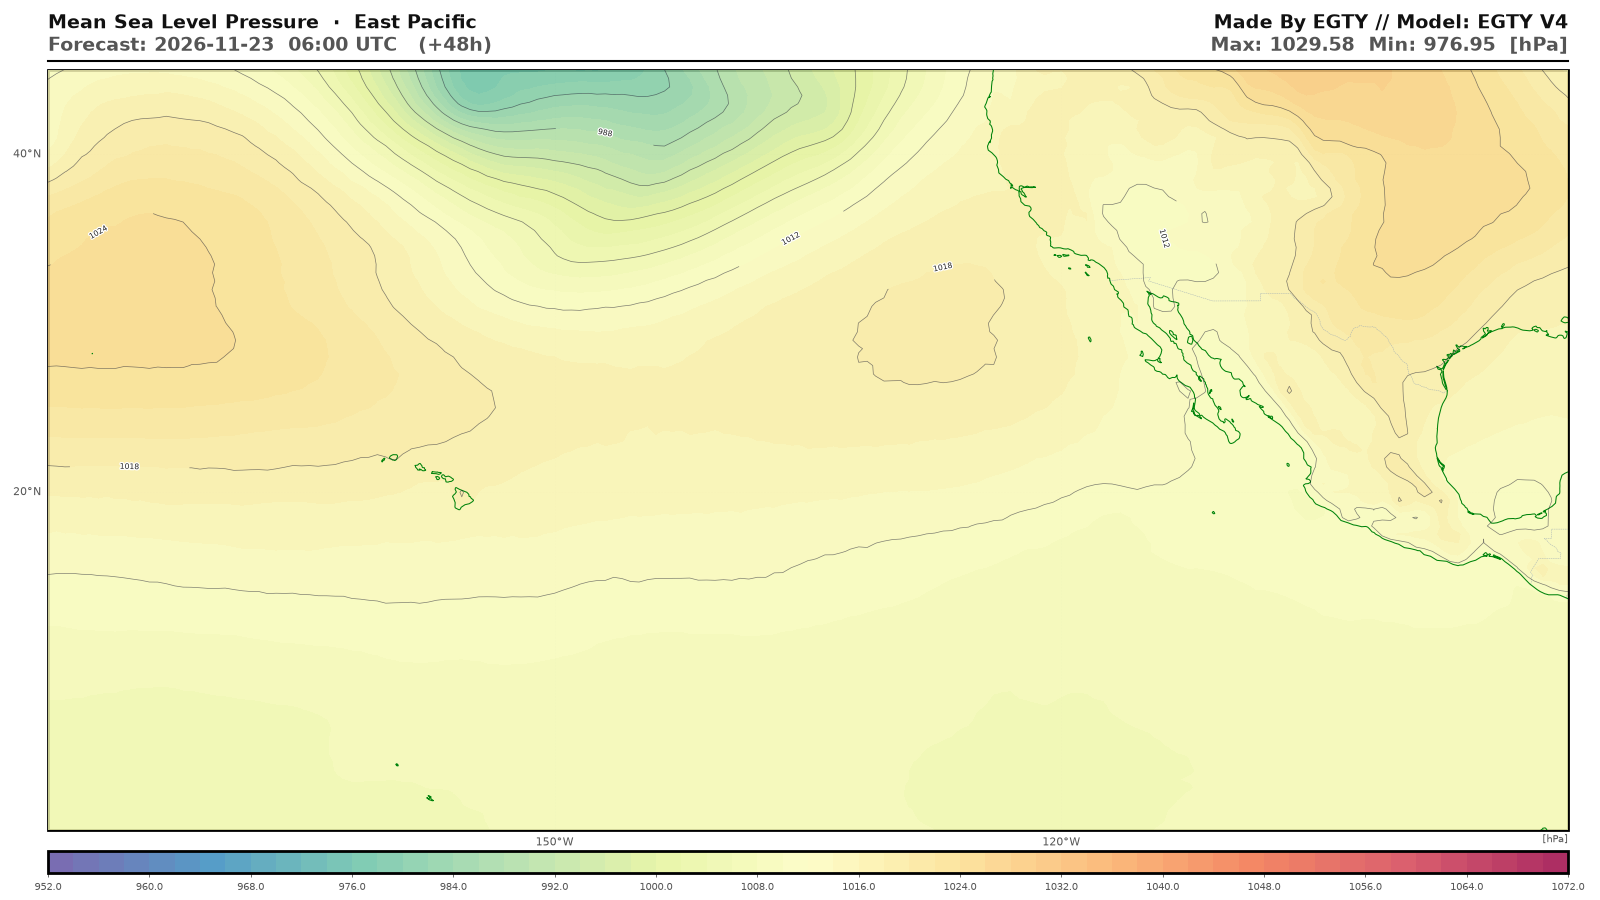 Mean Sea Level Pressure · East Pacific
Made By EGTY // Model: EGTY V4
Forecast: 2026-11-23 06:00 UTC (+48h)
Max: 1029.58 Min: 976.95 [hPa]
988
40°N
1024
1012
1012
1018
1018
20°N
150°W
120°W
[hPa]
952.0 960.0 968.0 976.0 984.0 992.0 1000.0 1008.0 1016.0 1024.0 1032.0 1040.0 1048.0 1056.0 1064.0 1072.0